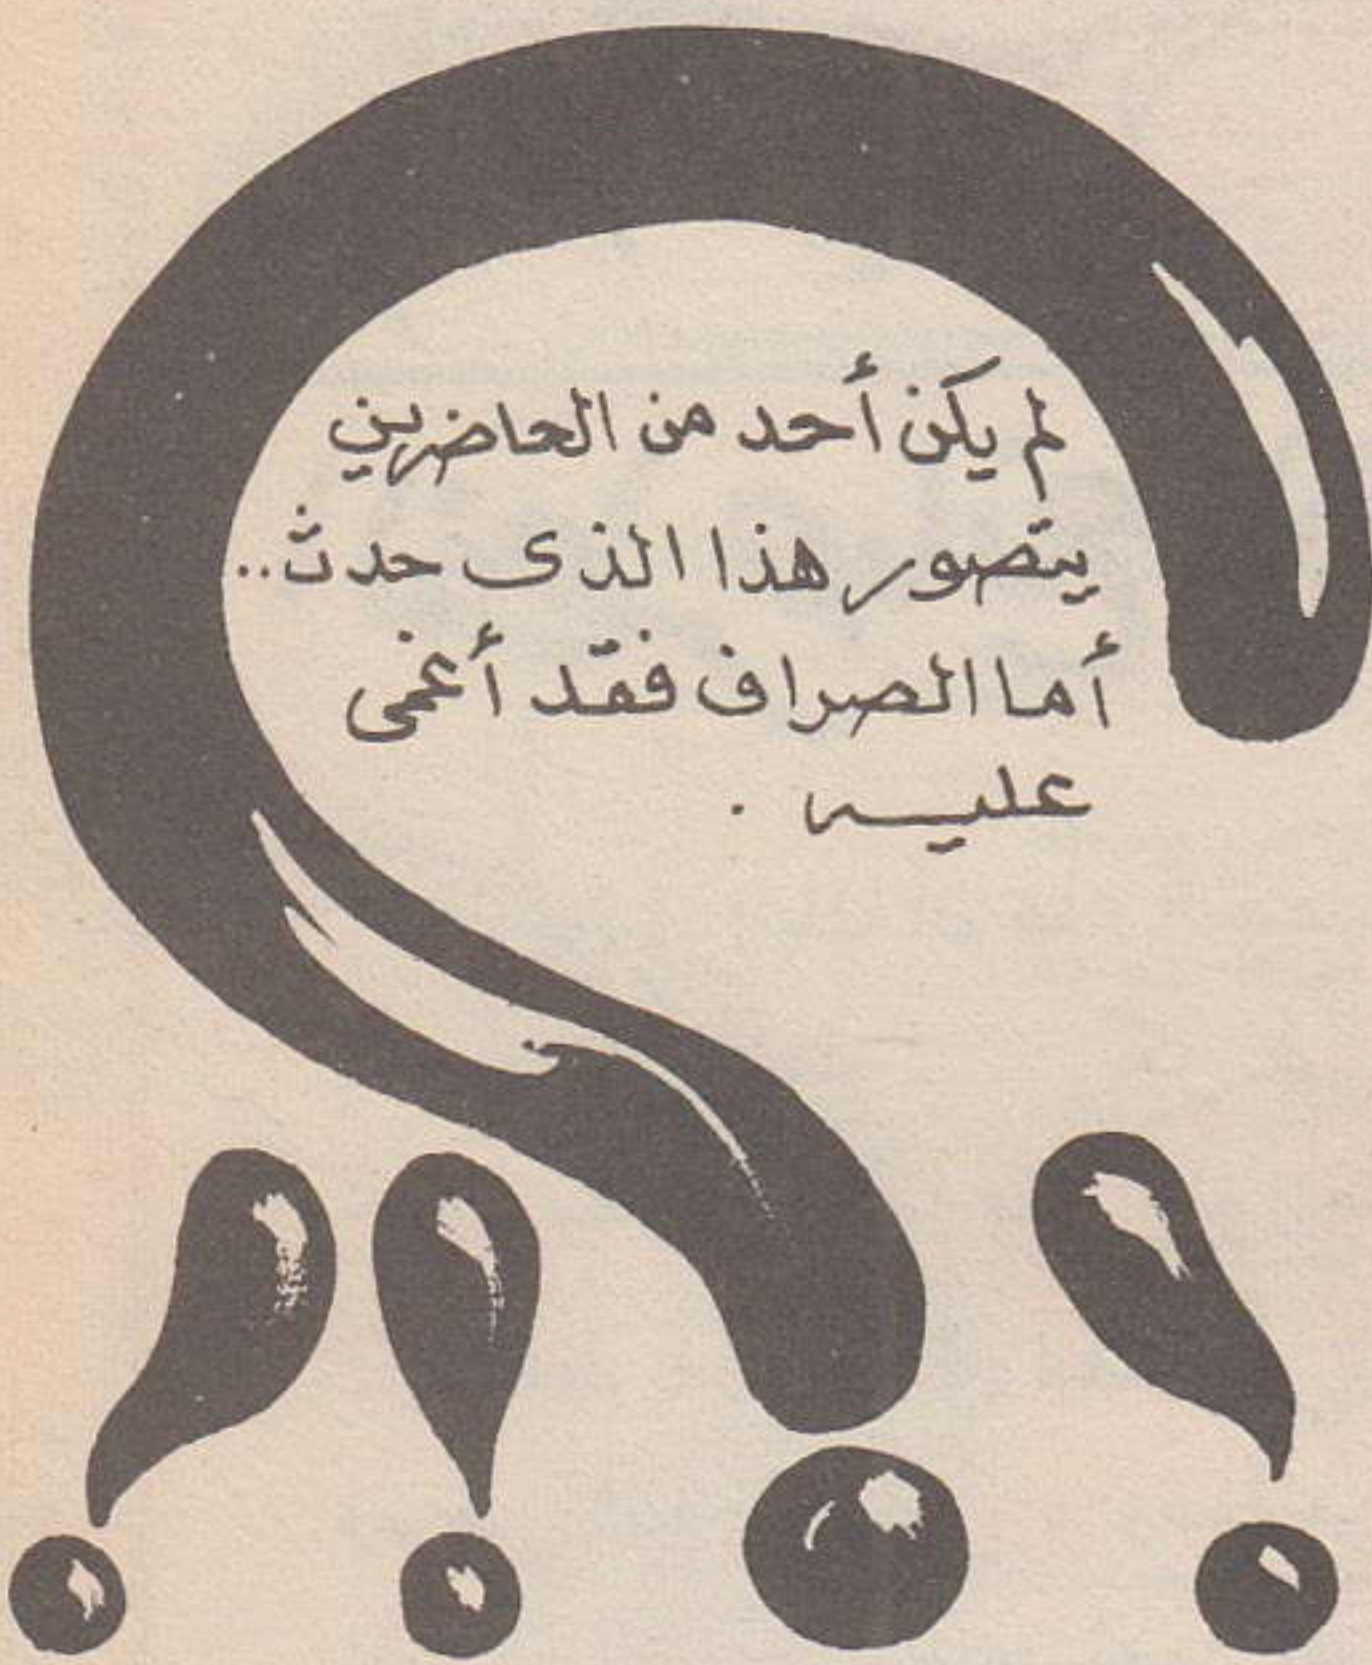 لم يكن أحد من الحاضرين
يتصور هذا الذى حدث..
أما الصراف فقد أغمى
عليه .